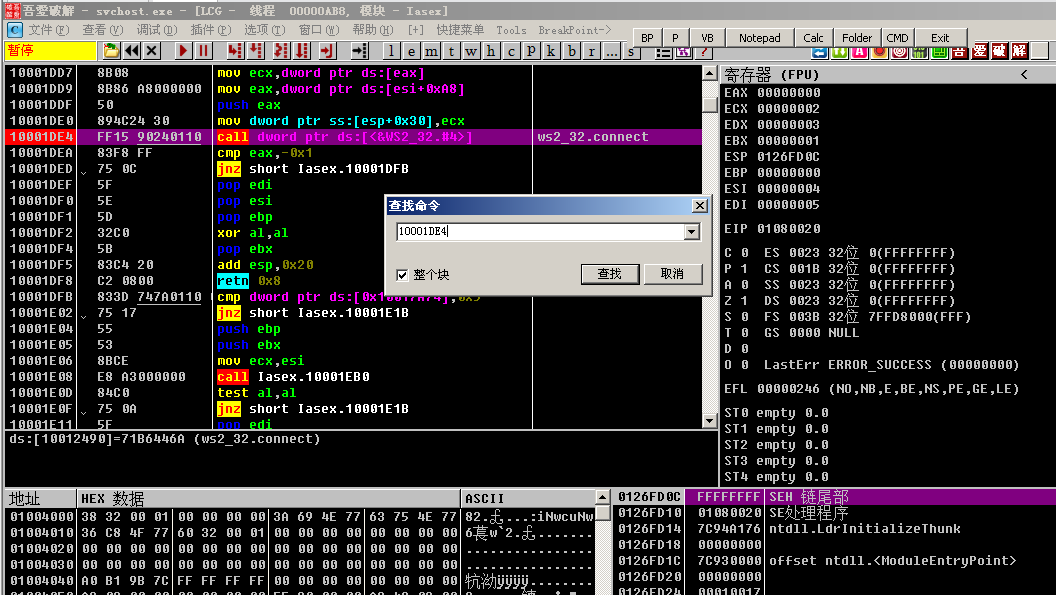 吾爱破解 - svchost.exe - [LCG - 线程 00000AB8, 模块 - Iasex]
C 文件(F) 查看(V) 调试(D) 插件(P) 选项(T) 窗口(W) 帮助(H) [+] 快捷菜单 Tools BreakPoint->
BP P VB Notepad Calc Folder CMD Exit
暂停 l e m t w h c P k b r ... s ? 吾 爱 破 解
10001DD7 8B08 mov ecx,dword ptr ds:[eax]
10001DD9 8B86 A8000000 mov eax,dword ptr ds:[esi+0xA8]
10001DDF 50 push eax
10001DE0 894C24 30 mov dword ptr ss:[esp+0x30],ecx
10001DE4 FF15 90240110 call dword ptr ds:[<&WS2_32.#4>] ws2_32.connect
10001DEA 83F8 FF cmp eax,-0x1
10001DED 75 0C jnz short Iasex.10001DFB
10001DEF 5F pop edi
10001DF0 5E pop esi
10001DF1 5D pop ebp
10001DF2 32C0 xor al,al
10001DF4 5B pop ebx
10001DF5 83C4 20 add esp,0x20
10001DF8 C2 0800 retn 0x8
10001DFB 833D 747A0110 cmp dword ptr ds:[0x10017A74],0x5
10001E02 75 17 jnz short Iasex.10001E1B
10001E04 55 push ebp
10001E05 53 push ebx
10001E06 8BCE mov ecx,esi
10001E08 E8 A3000000 call Iasex.10001EB0
10001E0D 84C0 test al,al
10001E0F 75 0A jnz short Iasex.10001E1B
10001E11 5F pop edi
ds:[10012490]=71B6446A (ws2_32.connect)
查找命令
10001DE4
整个块 查找 取消
寄存器 (FPU) <
EAX 00000000
ECX 00000002
EDX 00000003
EBX 00000001
ESP 0126FD0C
EBP 00000000
ESI 00000004
EDI 00000005
EIP 01080020
C 0 ES 0023 32位 0(FFFFFFFF)
P 1 CS 001B 32位 0(FFFFFFFF)
A 0 SS 0023 32位 0(FFFFFFFF)
Z 1 DS 0023 32位 0(FFFFFFFF)
S 0 FS 003B 32位 7FFD8000(FFF)
T 0 GS 0000 NULL
D 0
O 0 LastErr ERROR_SUCCESS (00000000)
EFL 00000246 (NO,NB,E,BE,NS,PE,GE,LE)
ST0 empty 0.0
ST1 empty 0.0
ST2 empty 0.0
ST3 empty 0.0
ST4 empty 0.0
地址 HEX 数据 ASCII
01004000 38 32 00 01 00 00 00 00 3A 69 4E 77 63 75 4E 77
01004010 36 C8 4F 77 60 32 00 01 00 00 00 00 00 00 00 00
01004020 00 00 00 00 00 00 00 00 00 00 00 00 00 00 00 00 ................
01004030 00 00 00 00 00 00 00 00 00 00 00 00 00 00 00 00 ................
01004040 A0 B1 9B 7C FF FF FF FF 00 00 00 00 00 00 00 00
0126FD0C FFFFFFFF SEH 链尾部
0126FD10 01080020 SE处理程序
0126FD14 7C94A176 ntdll.LdrInitializeThunk
0126FD18 00000000
0126FD1C 7C930000 offset ntdll.<ModuleEntryPoint>
0126FD20 00000000
0126FD24 00010017